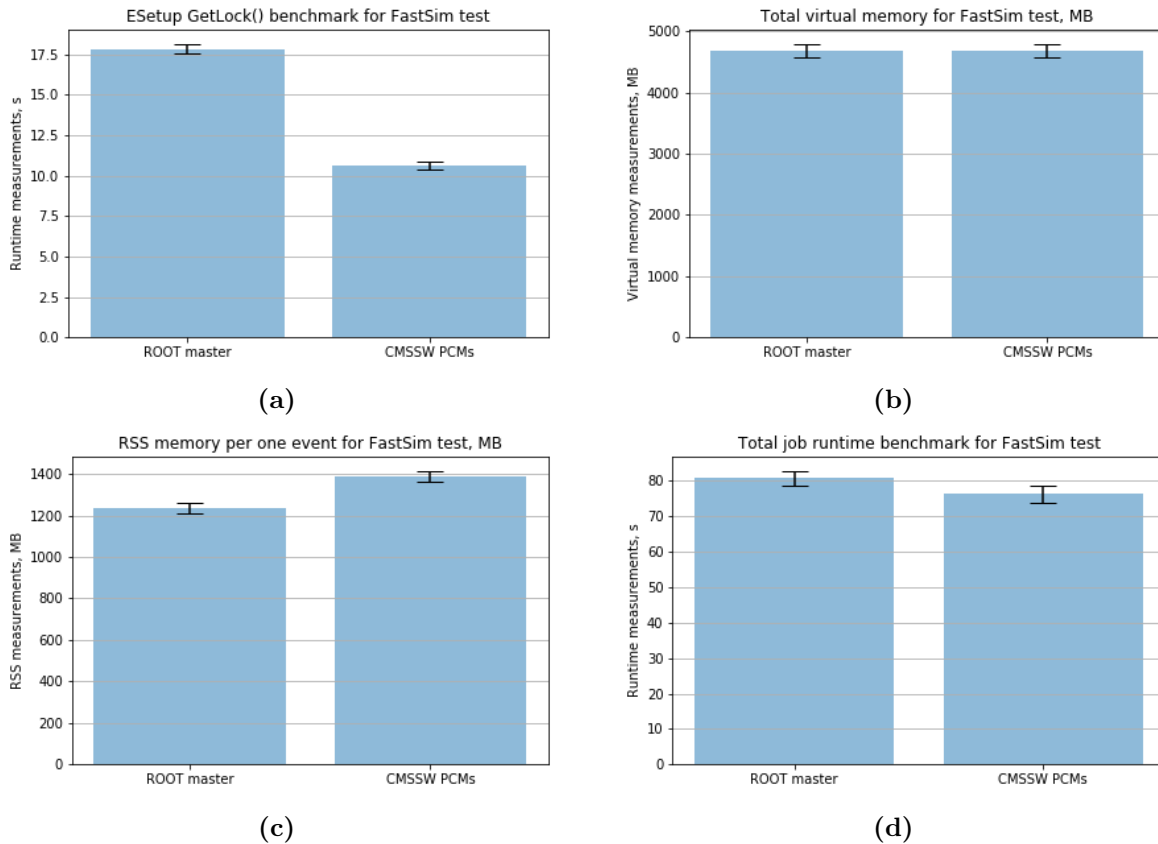 ESetup GetLock() benchmark for FastSim test
Runtime measurements, s
17.5
15.0
12.5
10.0
7.5
5.0
2.5
0.0
ROOT master CMSSW PCMs
(a)
Total virtual memory for FastSim test, MB
Virtual memory measurements, MB
5000
4000
3000
2000
1000
0
ROOT master CMSSW PCMs
(b)
RSS memory per one event for FastSim test, MB
RSS measurements, MB
1400
1200
1000
800
600
400
200
0
ROOT master CMSSW PCMs
(c)
Total job runtime benchmark for FastSim test
Runtime measurements, s
80
70
60
50
40
30
20
10
0
ROOT master CMSSW PCMs
(d)